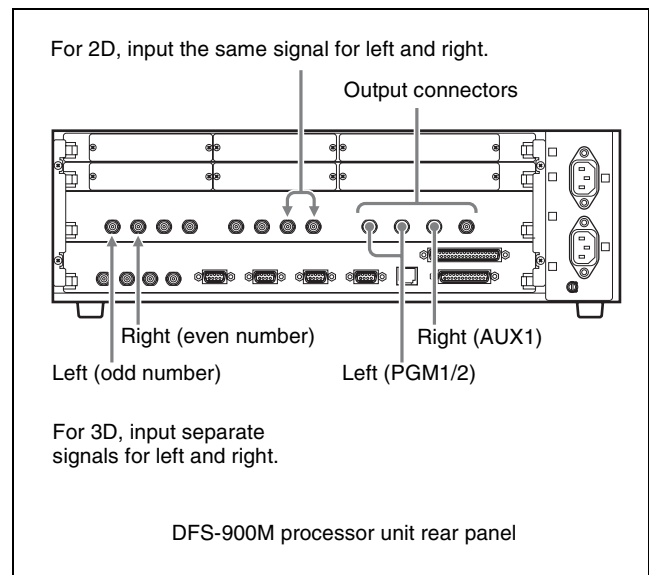 For 2D, input the same signal for left and right.
Output connectors
Right (even number)
Right (AUX1)
Left (odd number)
Left (PGM1/2)
For 3D, input separate
signals for left and right.
DFS-900M processor unit rear panel